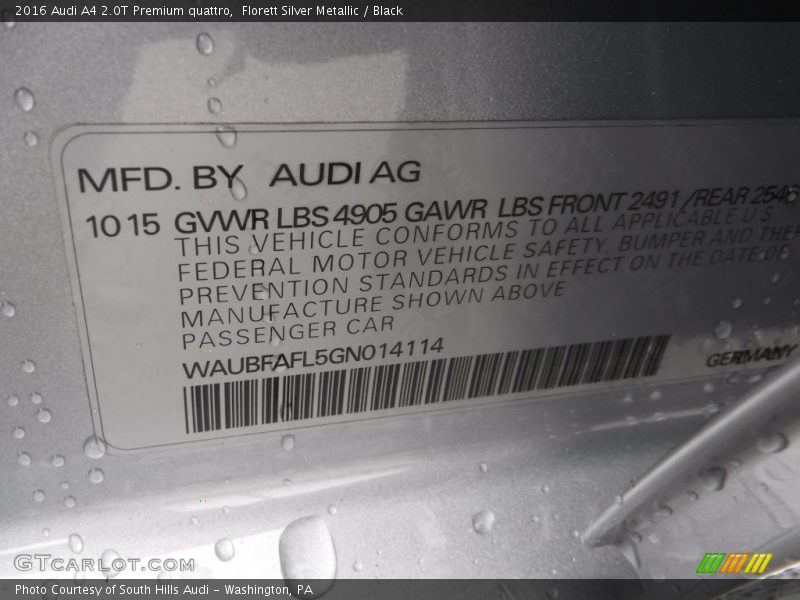 2016 Audi A4 2.0T Premium quattro,  Florett Silver Metallic / Black
MFD. BY AUDI AG
10 15 GVWR LBS 4905 GAWR LBS FRONT 2491 /REAR
THIS VEHICLE CONFORMS TO ALL APPLICABLE U S
FEDERAL MOTOR VEHICLE SAFETY, BUMPER AND
PREVENTION STANDARDS IN EFFECT ON THE DATE OF
MANUFACTURE SHOWN ABOVE
PASSENGER CAR
WAUBFAFL5GN014114
GERMANY
GTCarLot.com
Photo Courtesy of South Hills Audi - Washington, PA